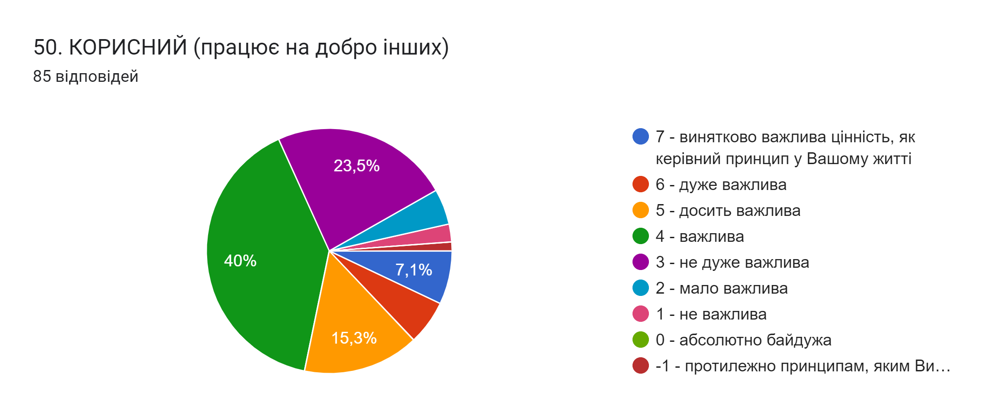 50. КОРИСНИЙ (працює на добро інших)
85 відповідей
23,5%
40%
7,1%
15,3%
7 - винятково важлива цінність, як
керівний принцип у Вашому житті
6 - дуже важлива
5 - досить важлива
4 - важлива
3 - не дуже важлива
2 - мало важлива
1 - не важлива
0 - абсолютно байдужа
-1 - протилежно принципам, яким Ви…